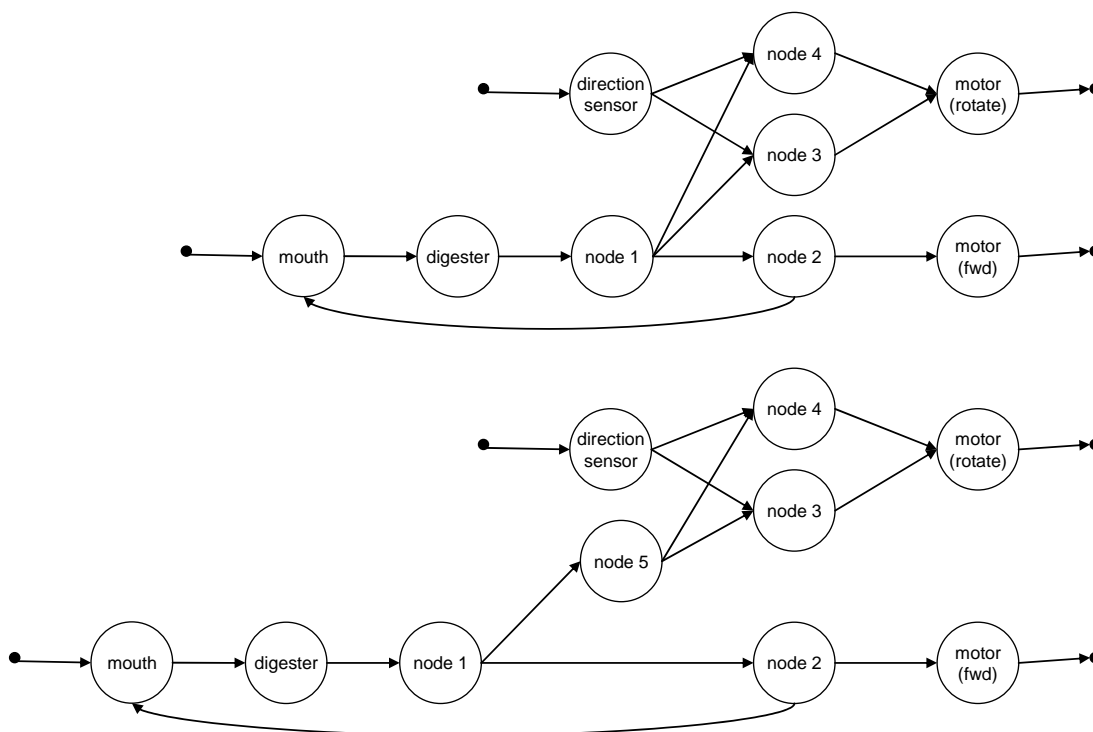 node 4
direction
sensor
motor
(rotate)
node 3
mouth
digester
node 1
node 2
motor
(fwd)
node 4
direction
sensor
motor
(rotate)
node 3
node 5
mouth
digester
node 1
node 2
motor
(fwd)